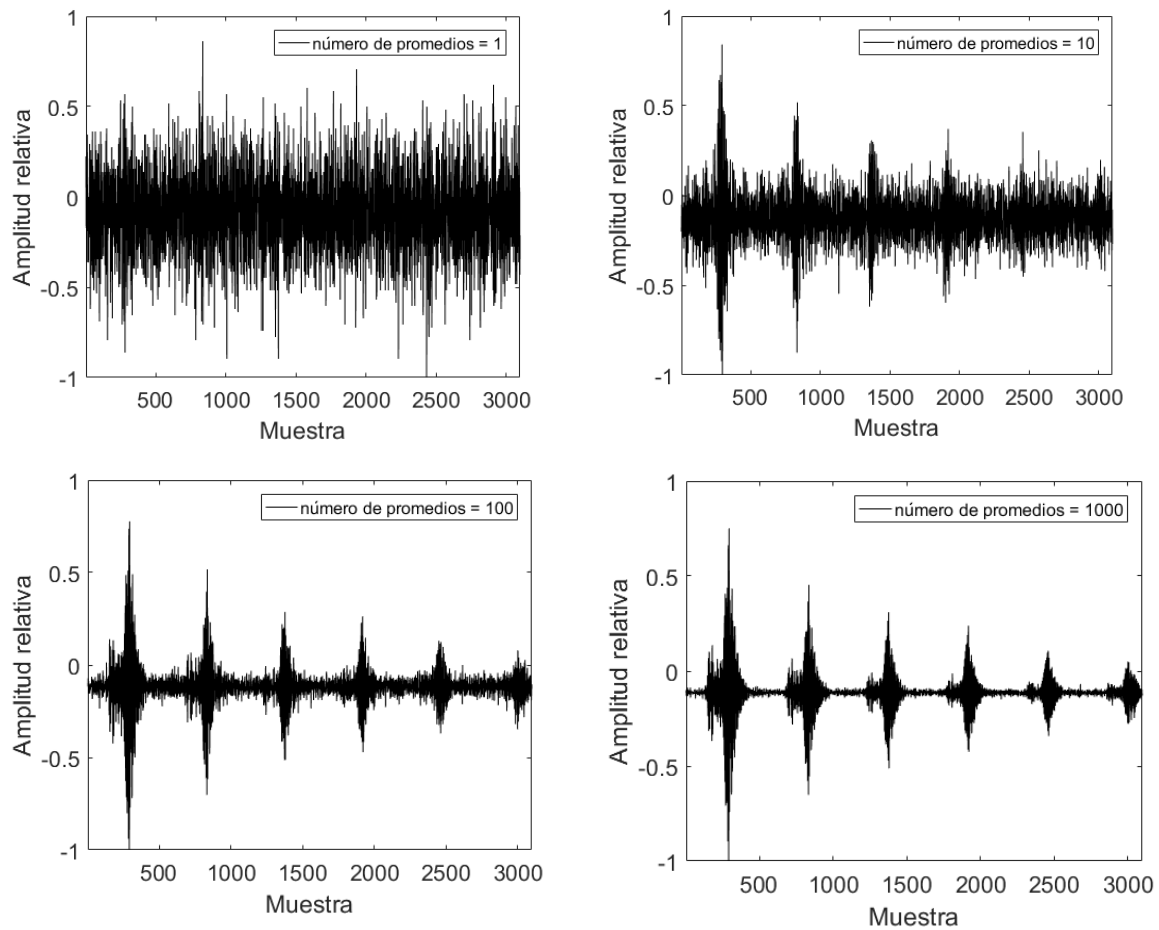 número de promedios = 1
1
0.5
0
-0.5
-1
Amplitud relativa
500 1000 1500 2000 2500 3000
Muestra
número de promedios = 10
1
0.5
0
-0.5
-1
Amplitud relativa
500 1000 1500 2000 2500 3000
Muestra
número de promedios = 100
1
0.5
0
-0.5
-1
Amplitud relativa
500 1000 1500 2000 2500 3000
Muestra
número de promedios = 1000
1
0.5
0
-0.5
-1
Amplitud relativa
500 1000 1500 2000 2500 3000
Muestra